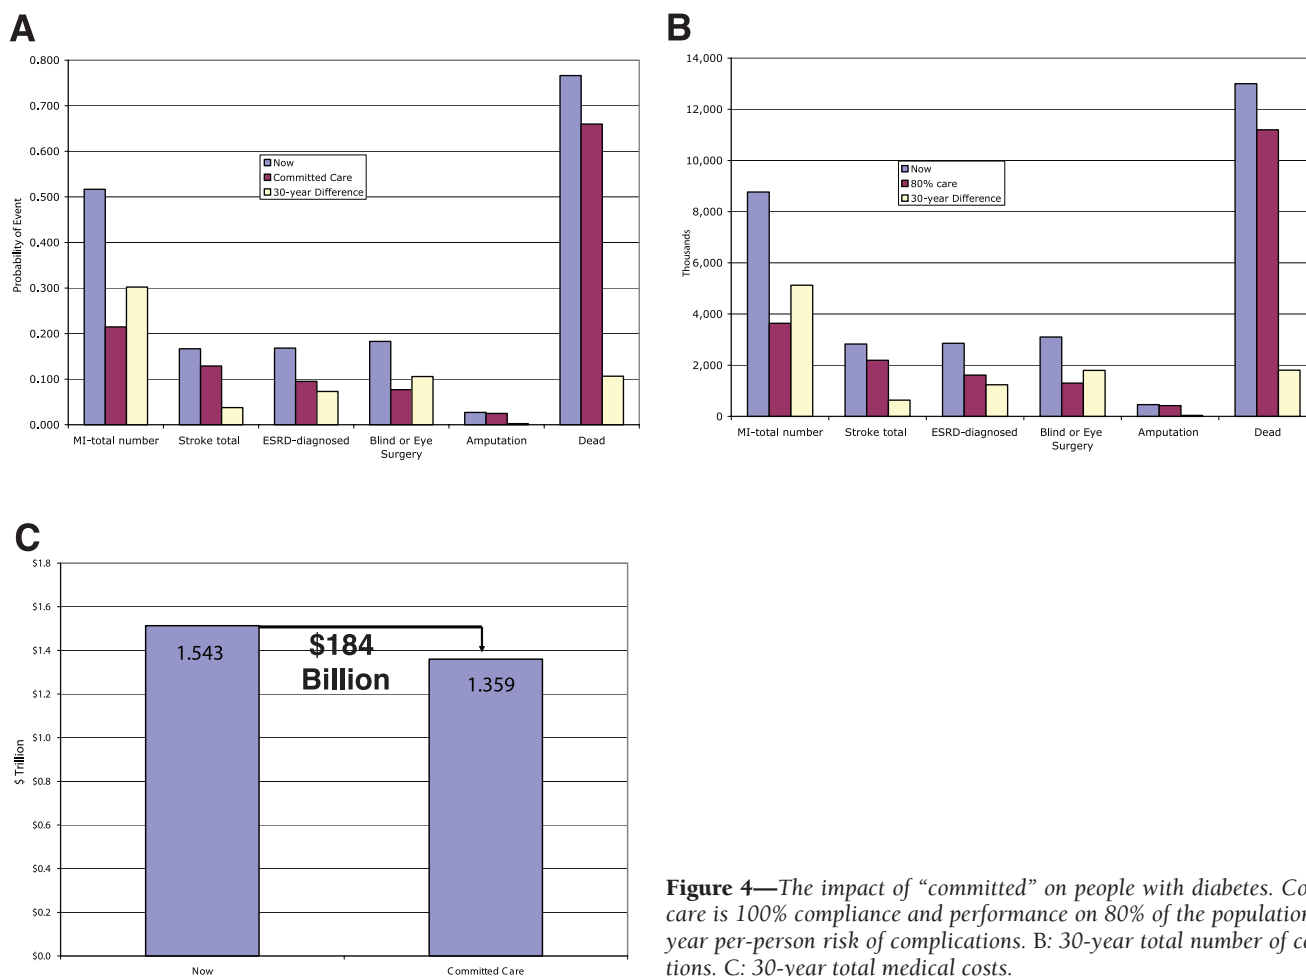 A
0.800
0.700
0.600
0.500
0.400
0.300
0.200
0.100
0.000
Probability of Event
Now
Committed Care
30-year Difference
MI-total number Stroke total ESRD-diagnosed Blind or Eye Surgery Amputation Dead
B
14,000
12,000
10,000
8,000
6,000
4,000
2,000
0
Thousands
Now
80% care
30-year Difference
MI-total number Stroke total ESRD-diagnosed Blind or Eye Surgery Amputation Dead
C
$1.8
$1.6
$1.4
$1.2
$1.0
$0.8
$0.6
$0.4
$0.2
$0.0
$ Trillion
1.543
$184
Billion
1.359
Now Committed Care
Figure 4—The impact of “committed” on people with diabetes. Co
care is 100% compliance and performance on 80% of the population
year per-person risk of complications. B: 30-year total number of co
tions. C: 30-year total medical costs.